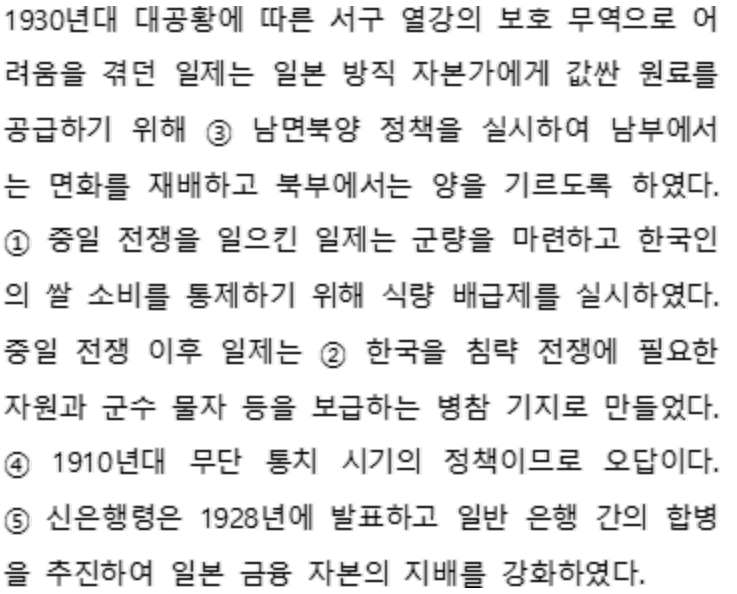 1930년대 대공황에 따른 서구 열강의 보호 무역으로 어
려움을 겪던 일제는 일본 방직 자본가에게 값싼 원료를
공급하기 위해 ③ 남면북양 정책을 실시하여 남부에서
는 면화를 재배하고 북부에서는 양을 기르도록 하였다.
① 중일 전쟁을 일으킨 일제는 군량을 마련하고 한국인
의 쌀 소비를 통제하기 위해 식량 배급제를 실시하였다.
중일 전쟁 이후 일제는 ② 한국을 침략 전쟁에 필요한
자원과 군수 물자 등을 보급하는 병참 기지로 만들었다.
④ 1910년대 무단 통치 시기의 정책이므로 오답이다.
⑤ 신은행령은 1928년에 발표하고 일반 은행 간의 합병
을 추진하여 일본 금융 자본의 지배를 강화하였다.